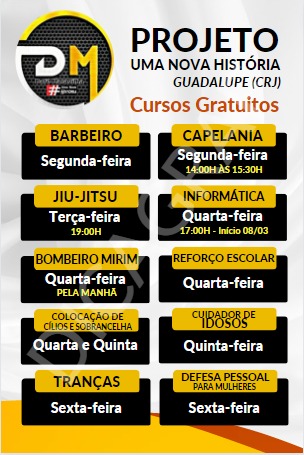 DM
PROJETO
UMA NOVA HISTÓRIA
GUADALUPE (CRJ)
Cursos Gratuitos
BARBEIRO
Segunda-feira
CAPELANIA
Segunda-feira
14:00H ÀS 15:30H
JIU-JITSU
Terça-feira
19:00H
INFORMÁTICA
Quarta-feira
17:00H - Início 08/03
BOMBEIRO MIRIM
Quarta-feira
PELA MANHÃ
REFORÇO ESCOLAR
Quarta-feira
COLOCAÇÃO DE
CÍLIOS E SOBRANCELHA
Quarta e Quinta
CUIDADOR DE
IDOSOS
Quinta-feira
TRANÇAS
Sexta-feira
DEFESA PESSOAL
PARA MULHERES
Sexta-feira